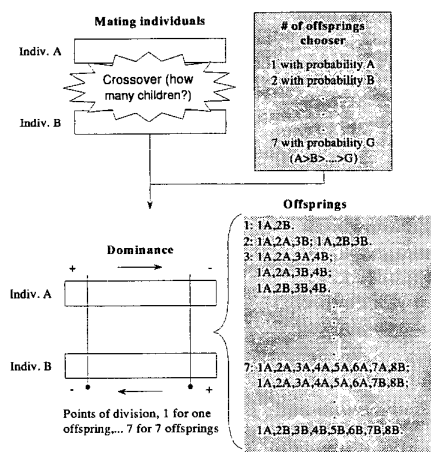 Mating individuals
Indiv. A
Crossover (how
many children?)
Indiv. B
# of offsprings
chooser
1 with probability A
2 with probability B
7 with probability G
(A>B>....>G)
Offsprings
1: 1A,2B.
2: 1A,2A,3B; 1A,2B,3B.
3: 1A,2A,3A,4B;
1A,2A,3B,4B;
1A,2B,3B,4B.
7: 1A,2A,3A,4A,5A,6A,7A,8B;
1A,2A,3A,4A,5A,6A,7B,8B;
1A,2B,3B,4B,5B,6B,7B,8B.
Dominance
+ -
Indiv. A
Indiv. B
- +
Points of division, 1 for one
offspring,... 7 for 7 offsprings